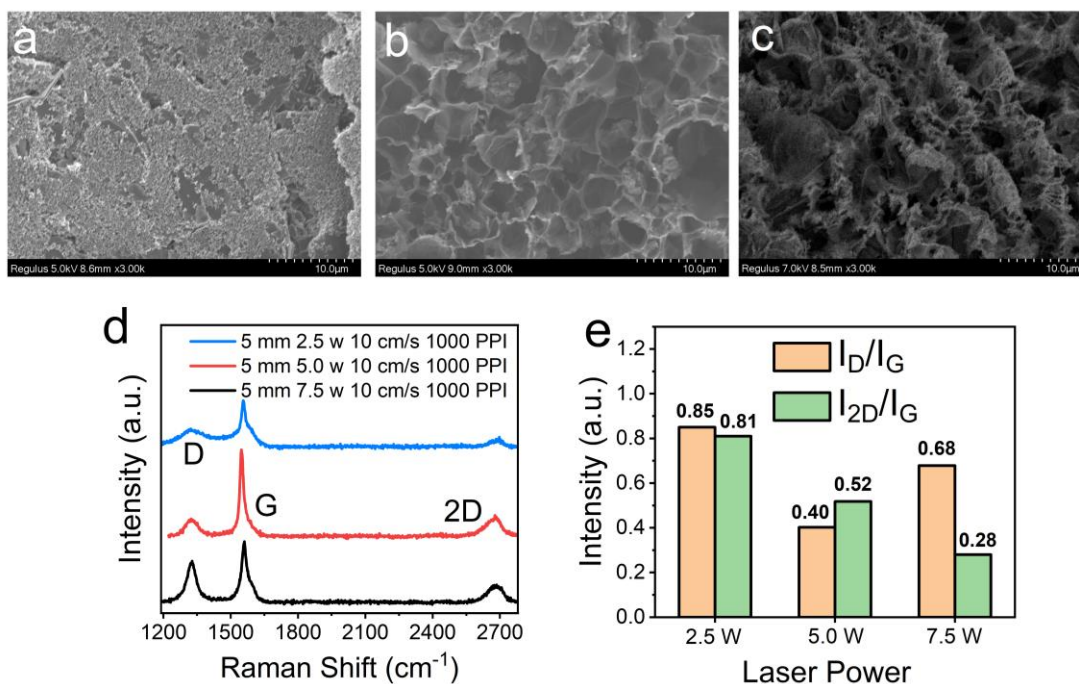 a
b
c
Regulus 5.0kV 8.6mm x3.00k 10.0μm
Regulus 5.0kV 9.0mm x3.00k 10.0μm
Regulus 7.0kV 8.5mm x3.00k 10.0μm
d
5 mm 2.5 w 10 cm/s 1000 PPI
5 mm 5.0 w 10 cm/s 1000 PPI
5 mm 7.5 w 10 cm/s 1000 PPI
Intensity (a.u.)
D
G
2D
1200 1500 1800 2100 2400 2700
Raman Shift (cm⁻¹)
e
I_D/I_G
I_2D/I_G
Intensity (a.u.)
1.2
1.0
0.8
0.6
0.4
0.2
0.0
0.85 0.81
0.40 0.52
0.68 0.28
2.5 W 5.0 W 7.5 W
Laser Power